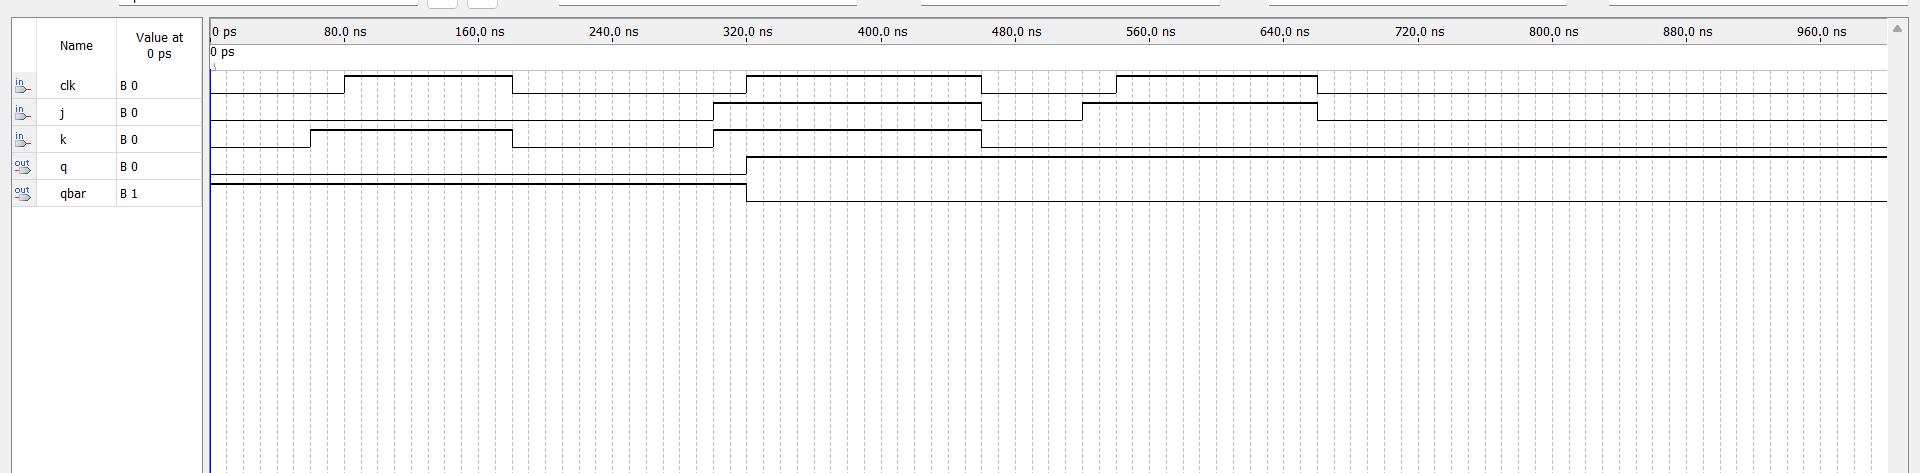 0 ps 80.0 ns 160.0 ns 240.0 ns 320.0 ns 400.0 ns 480.0 ns 560.0 ns 640.0 ns 720.0 ns 800.0 ns 880.0 ns 960.0 ns
Name
Value at
0 ps
0 ps
in clk B 0
in j B 0
in k B 0
out q B 0
out qbar B 1